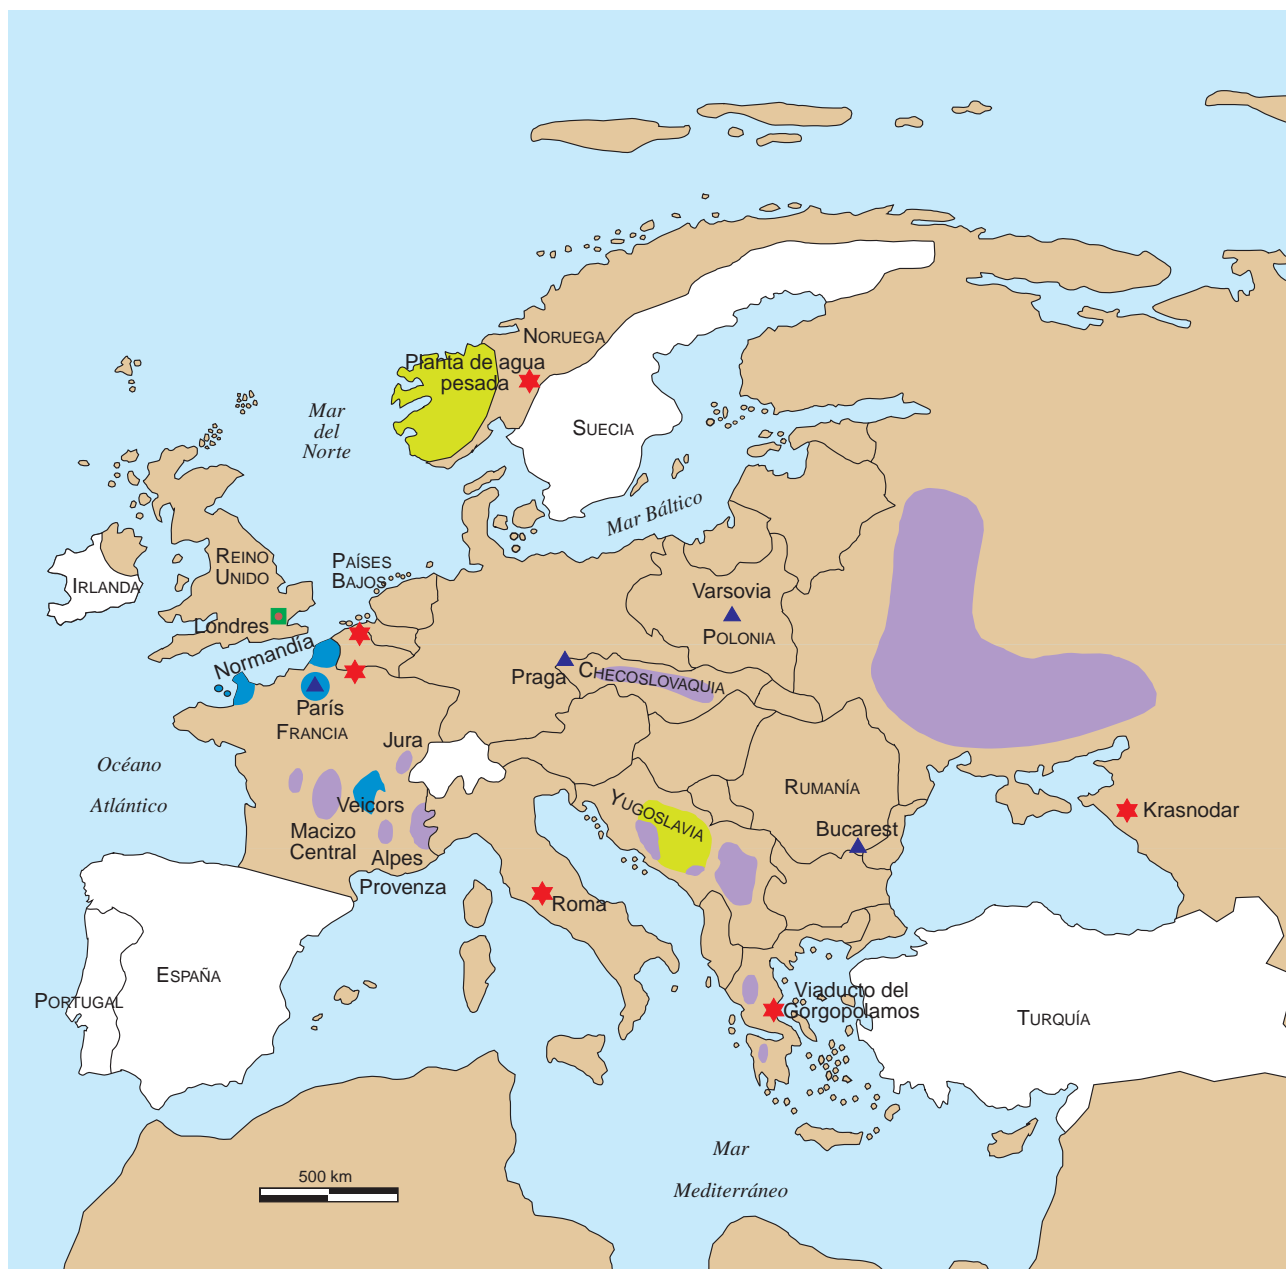 NORUEGA
Planta de agua
pesada
Mar
del
Norte
SUECIA
Mar Báltico
REINO
UNIDO
PAÍSES
BAJOS
IRLANDA
Londres
Varsovia
POLONIA
Normandía
Praga
CHECOSLOVAQUIA
París
FRANCIA
Jura
Océano
Atlántico
Veicors
RUMANÍA
YUGOSLAVIA
Krasnodar
Macizo
Central
Bucarest
Alpes
Provenza
Roma
ESPAÑA
PORTUGAL
Viaducto del
Gorgopolamos
TURQUÍA
Mar
Mediterráneo
500 km